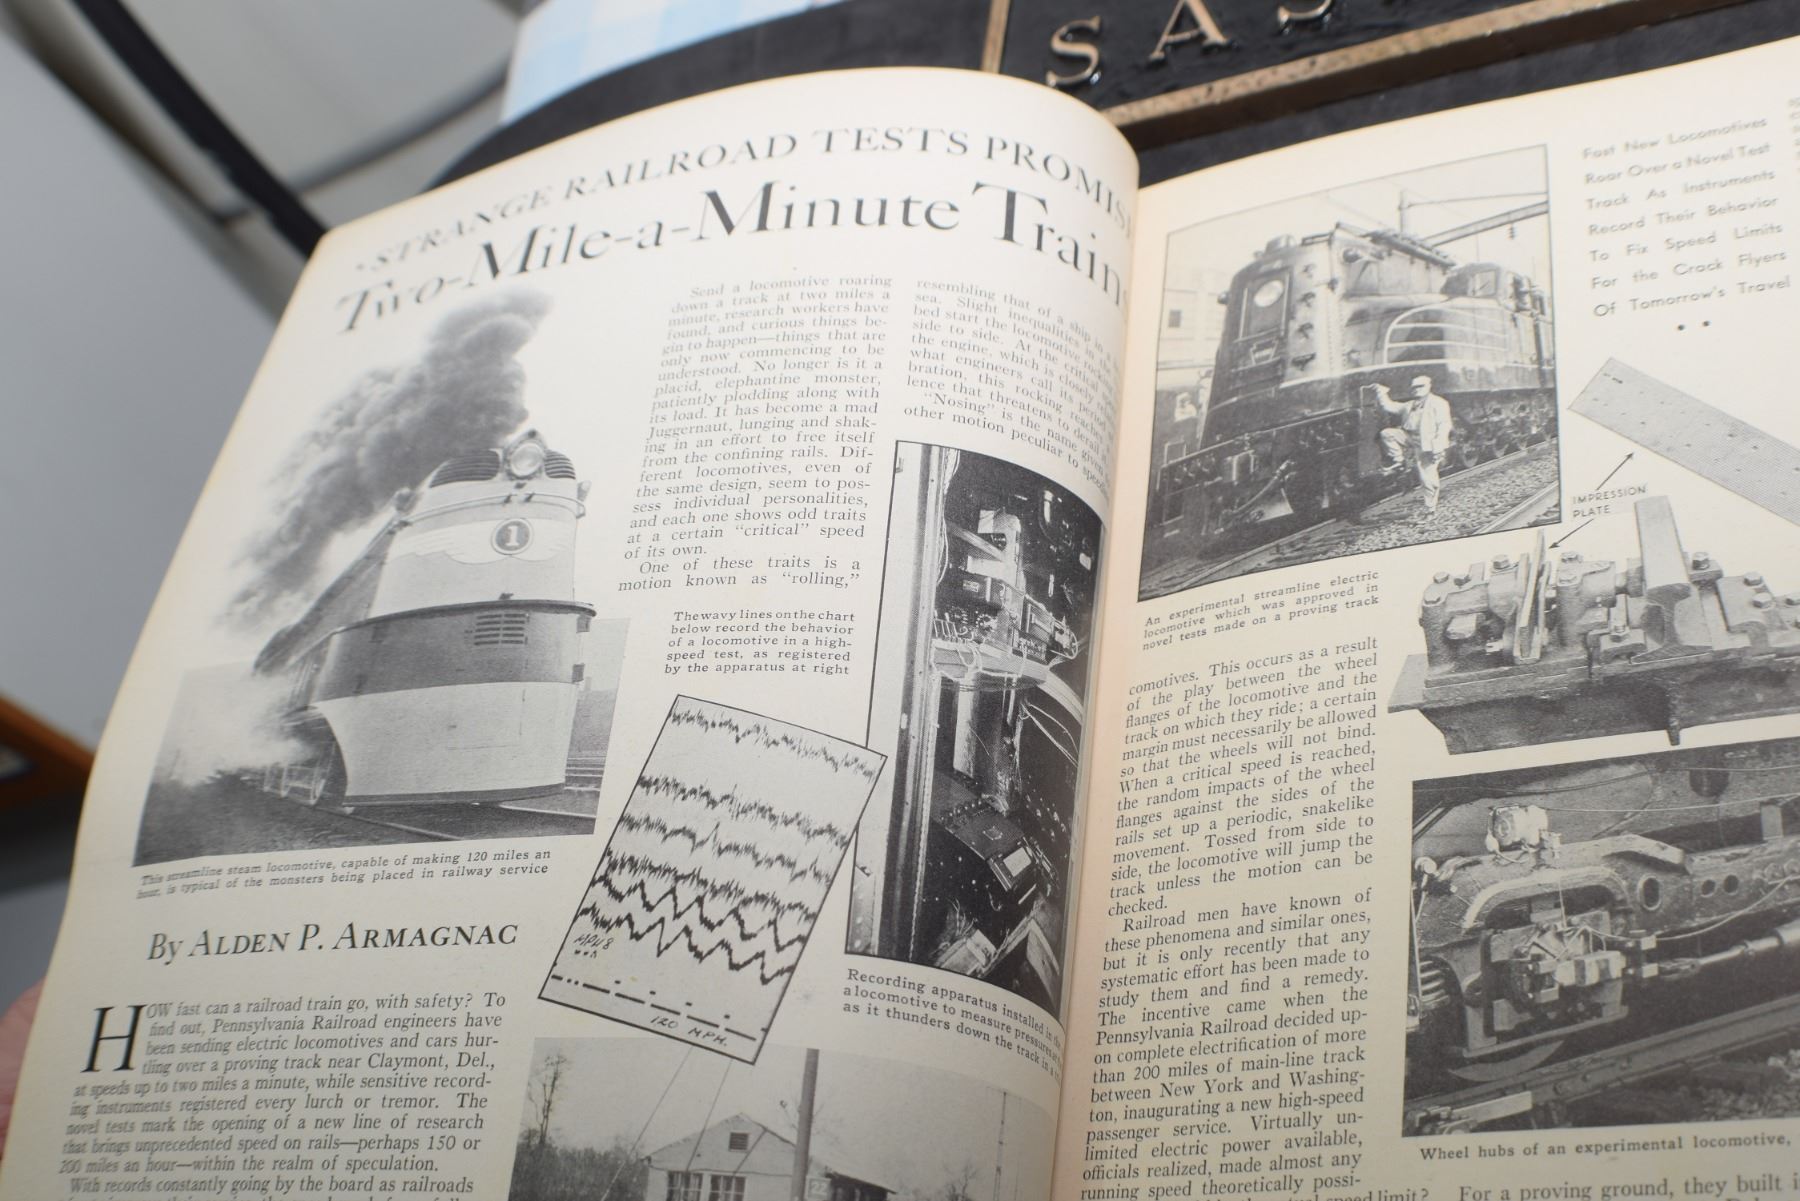 SAS
STRANGE RAILROAD TESTS PROMIS
Two-Mile-a-Minute Train
Send a locomotive roaring
down a track at two miles a
minute, research workers have
found, and curious things be-
gin to happen—things that are
only now commencing to be
understood. No longer is it a
placid, elephantine monster,
patiently plodding along with
its load. It has become a mad
Juggernaut, lunging and shak-
ing in an effort to free itself
from the confining rails. Dif-
ferent locomotives, even of
the same design, seem to pos-
sess individual personalities,
and each one shows odd traits
at a certain "critical" speed
of its own.
One of these traits is a
motion known as "rolling,"
The wavy lines on the chart
below record the behavior
of a locomotive in a high-
speed test, as registered
by the apparatus at right
1
This streamline steam locomotive, capable of making 120 miles an
hour, is typical of the monsters being placed in railway service
By ALDEN P. ARMAGNAC
HOW fast can a railroad train go, with safety? To
find out, Pennsylvania Railroad engineers have
been sending electric locomotives and cars hur-
tling over a proving track near Claymont, Del.,
at speeds up to two miles a minute, while sensitive record-
ing instruments registered every lurch or tremor. The
novel tests mark the opening of a new line of research
that brings unprecedented speed on rails—perhaps 150 or
200 miles an hour—within the realm of speculation.
With records constantly going by the board as railroads
120 MPH.
resembling that of a ship in a
sea. Slight inequalities in the
bed start the locomotive rocking
side to side. At the critical
the engine, which is closely
what engineers call its period
bration, this rocking reaches a
lence that threatens to derail
"Nosing" is the name given
other motion peculiar to speed
Recording apparatus installed in the
a locomotive to measure pressures
as it thunders down the track in a
23
An experimental streamline electric
locomotive which was approved in
novel tests made on a proving track
Fast New Locomotives
Roar Over a Novel Test
Track As Instruments
Record Their Behavior
To Fix Speed Limits
For the Crack Flyers
Of Tomorrow's Travel
IMPRESSION
PLATE
comotives. This occurs as a result
of the play between the wheel
flanges of the locomotive and the
track on which they ride; a certain
margin must necessarily be allowed
so that the wheels will not bind.
When a critical speed is reached,
the random impacts of the wheel
flanges against the sides of the
rails set up a periodic, snakelike
movement. Tossed from side to
side, the locomotive will jump the
track unless the motion can be
checked.
Railroad men have known of
these phenomena and similar ones,
but it is only recently that any
systematic effort has been made to
study them and find a remedy.
The incentive came when the
Pennsylvania Railroad decided up-
on complete electrification of more
than 200 miles of main-line track
between New York and Washing-
ton, inaugurating a new high-speed
passenger service. Virtually un-
limited electric power available,
officials realized, made almost any
running speed theoretically possi-
speed limit?
Wheel hubs of an experimental locomotive,
For a proving ground, they built i